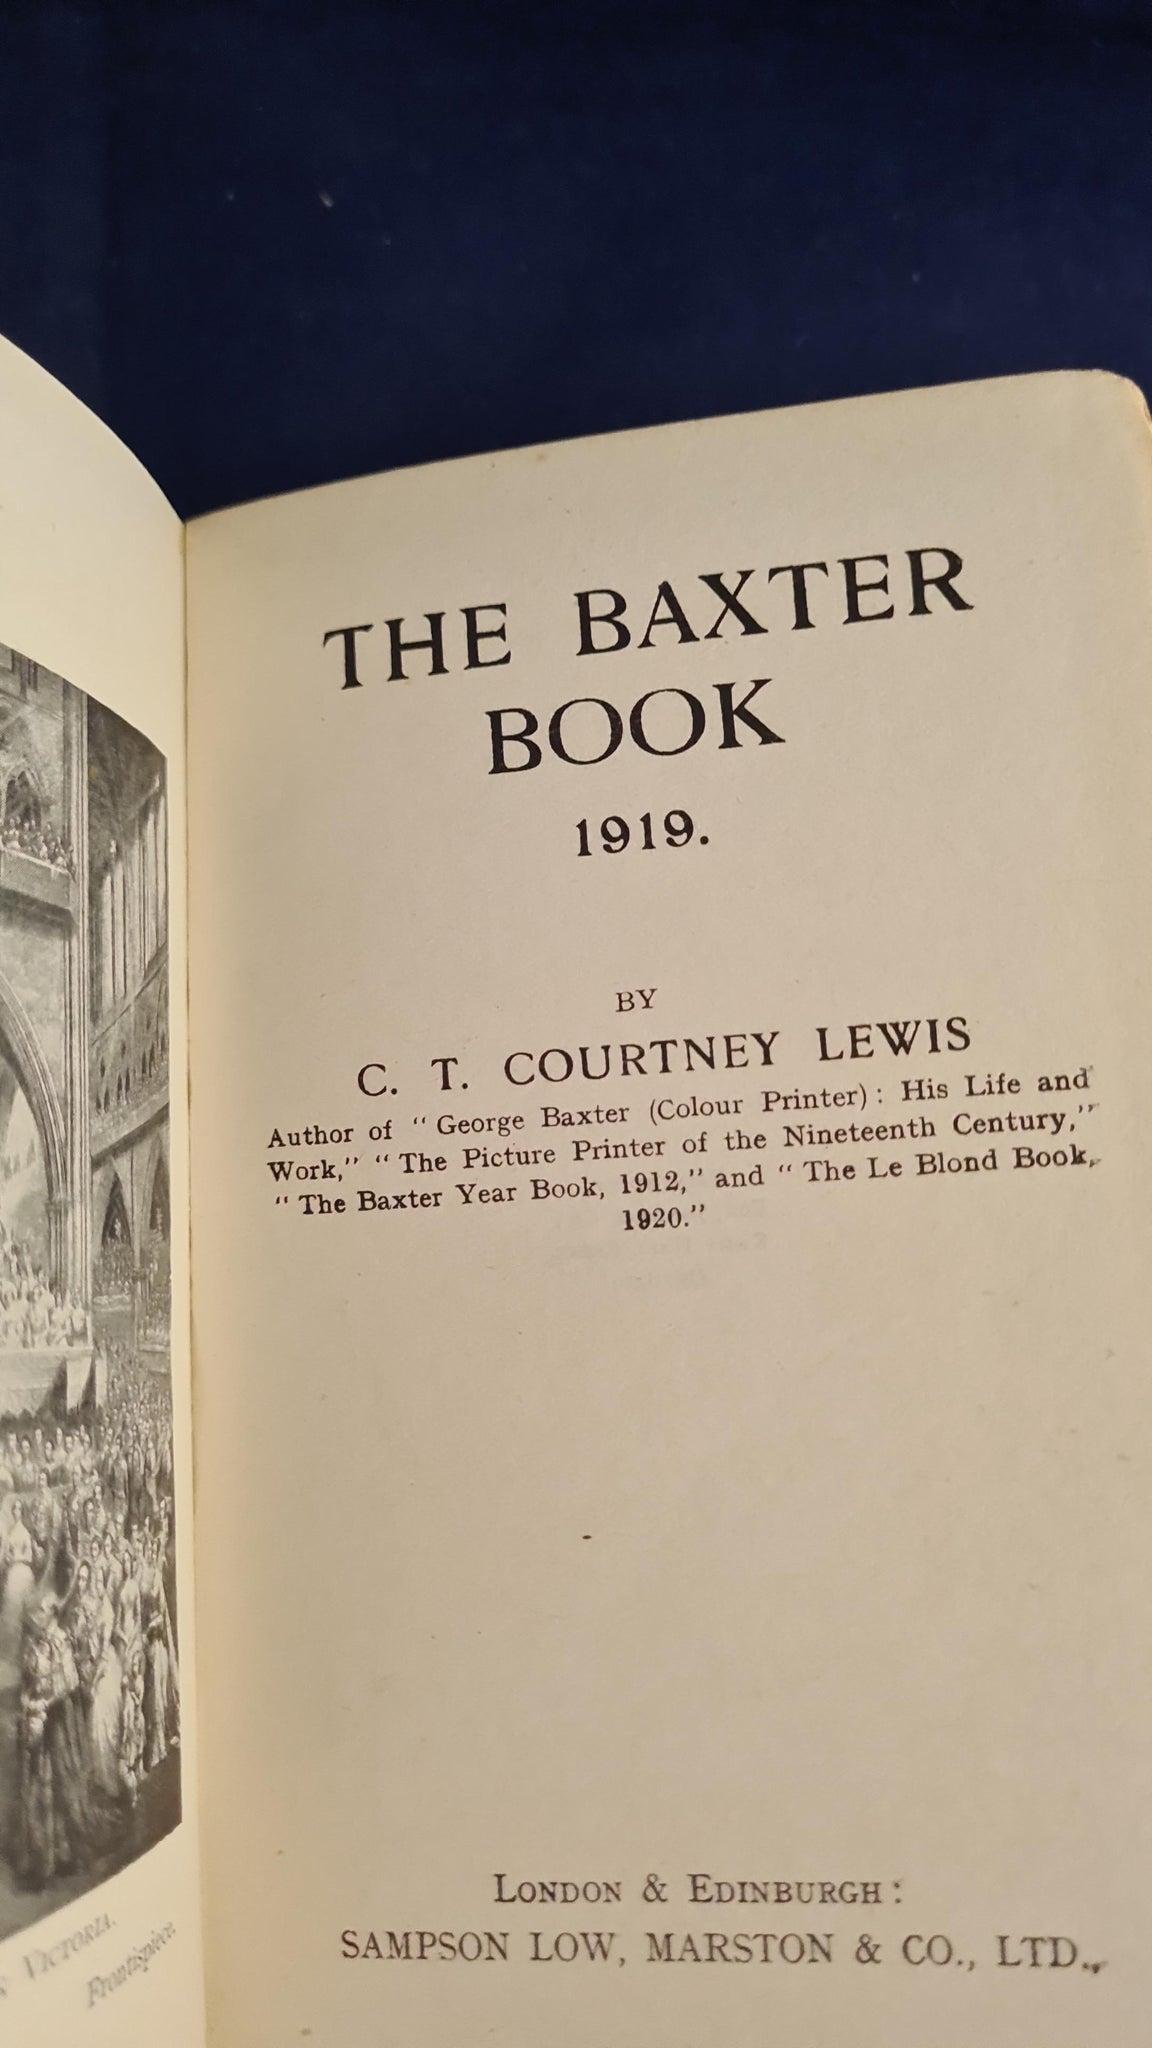 THE BAXTER
BOOK
1919.
BY
C. T. COURTNEY LEWIS
Author of "George Baxter (Colour Printer): His Life and
Work," "The Picture Printer of the Nineteenth Century,"
"The Baxter Year Book, 1912," and "The Le Blond Book,
1920."
LONDON & EDINBURGH:
SAMPSON LOW, MARSTON & CO., LTD.
VICTORIA.
Frontispiece.